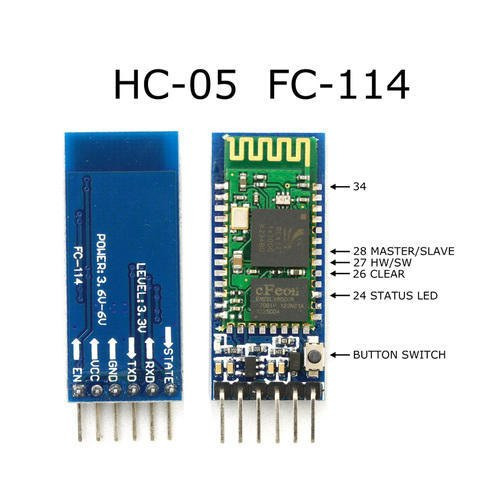 HC-05 FC-114
34
28 MASTER/SLAVE
27 HW/SW
26 CLEAR
24 STATUS LED
BUTTON SWITCH
FC-114
POWER:3.6V-6V
LEVEL:3.3V
EN
VCC
GND
TXD
RXD
STATE
cFeon